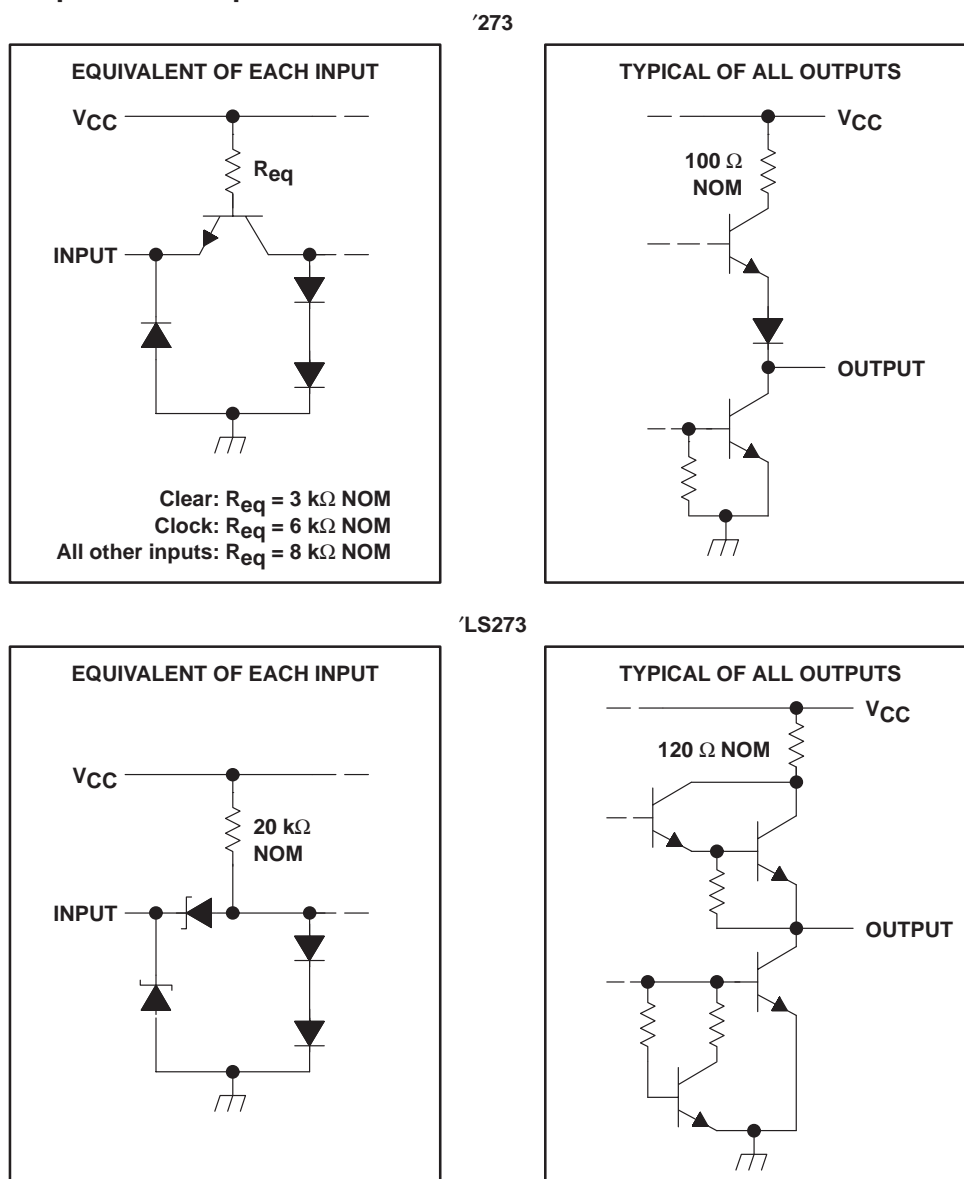 ′273
EQUIVALENT OF EACH INPUT
VCC
Req
INPUT
Clear: Req = 3 kΩ NOM
Clock: Req = 6 kΩ NOM
All other inputs: Req = 8 kΩ NOM
TYPICAL OF ALL OUTPUTS
VCC
100 Ω
NOM
OUTPUT
′LS273
EQUIVALENT OF EACH INPUT
VCC
20 kΩ
NOM
INPUT
TYPICAL OF ALL OUTPUTS
VCC
120 Ω NOM
OUTPUT